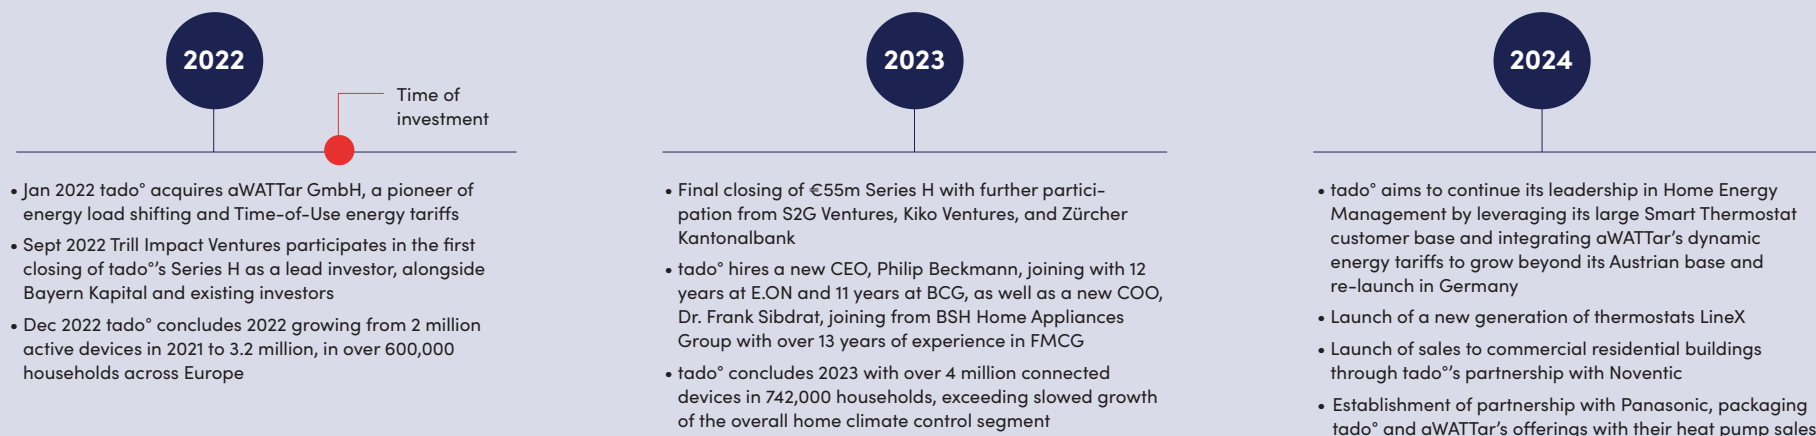 2022
Time of
investment
• Jan 2022 tado° acquires aWATTar GmbH, a pioneer of
energy load shifting and Time-of-Use energy tariffs
• Sept 2022 Trill Impact Ventures participates in the first
closing of tado°'s Series H as a lead investor, alongside
Bayern Kapital and existing investors
• Dec 2022 tado° concludes 2022 growing from 2 million
active devices in 2021 to 3.2 million, in over 600,000
households across Europe
2023
• Final closing of €55m Series H with further partici-
pation from S2G Ventures, Kiko Ventures, and Zürcher
Kantonalbank
• tado° hires a new CEO, Philip Beckmann, joining with 12
years at E.ON and 11 years at BCG, as well as a new COO,
Dr. Frank Sibdrat, joining from BSH Home Appliances
Group with over 13 years of experience in FMCG
• tado° concludes 2023 with over 4 million connected
devices in 742,000 households, exceeding slowed growth
of the overall home climate control segment
2024
• tado° aims to continue its leadership in Home Energy
Management by leveraging its large Smart Thermostat
customer base and integrating aWATTar's dynamic
energy tariffs to grow beyond its Austrian base and
re-launch in Germany
• Launch of a new generation of thermostats LineX
• Launch of sales to commercial residential buildings
through tado°'s partnership with Noventic
• Establishment of partnership with Panasonic, packaging
tado° and aWATTar's offerings with their heat pump sales